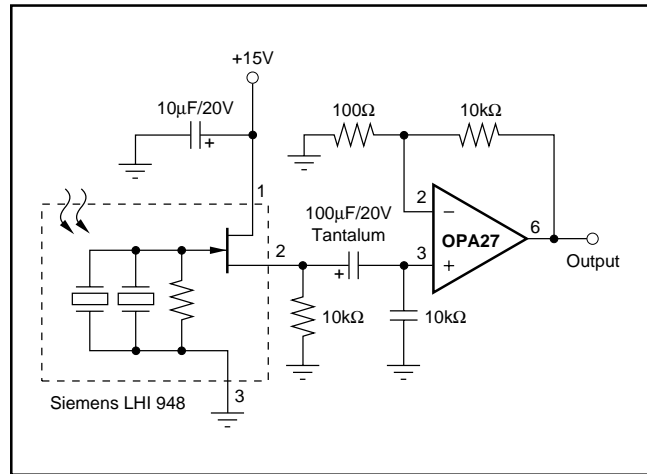 +15V
10µF/20V
+
100Ω
10kΩ
1
2
−
6
OPA27
100µF/20V
Tantalum
2
3
+
+
Output
10kΩ
10kΩ
3
Siemens LHI 948